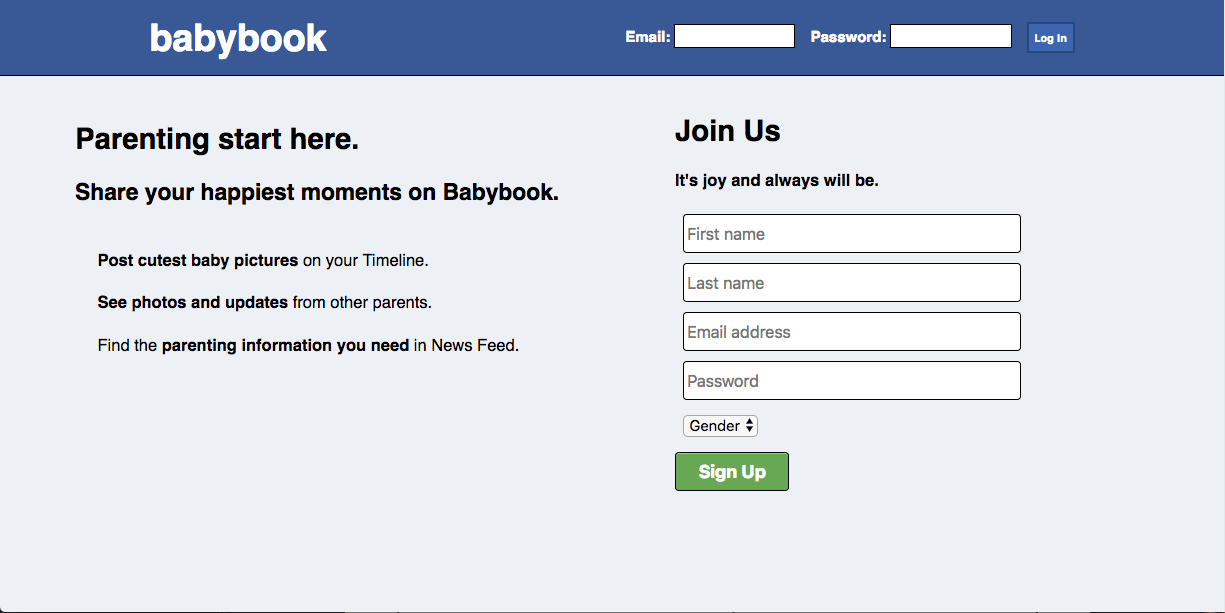 babybook
Email: Password: Log In
Parenting start here.
Share your happiest moments on Babybook.
Post cutest baby pictures on your Timeline.
See photos and updates from other parents.
Find the parenting information you need in News Feed.
Join Us
It's joy and always will be.
First name
Last name
Email address
Password
Gender
Sign Up